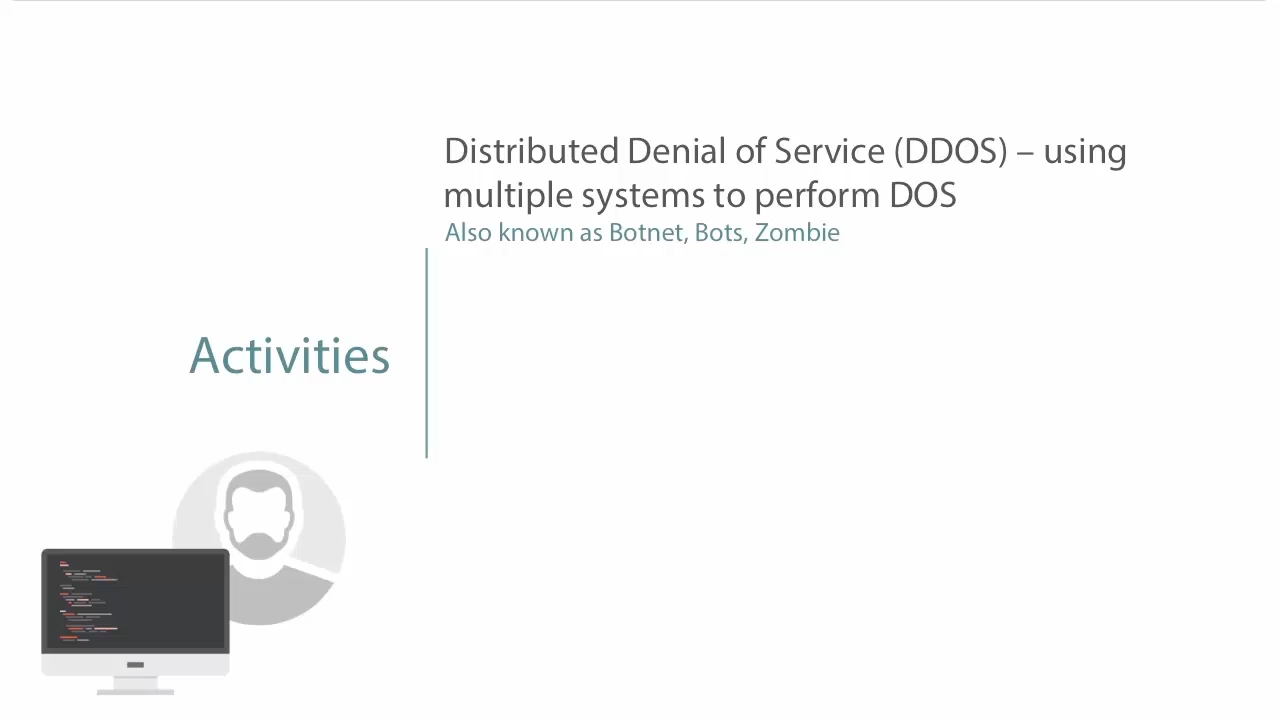 Distributed Denial of Service (DDOS) – using
multiple systems to perform DOS
Also known as Botnet, Bots, Zombie
Activities